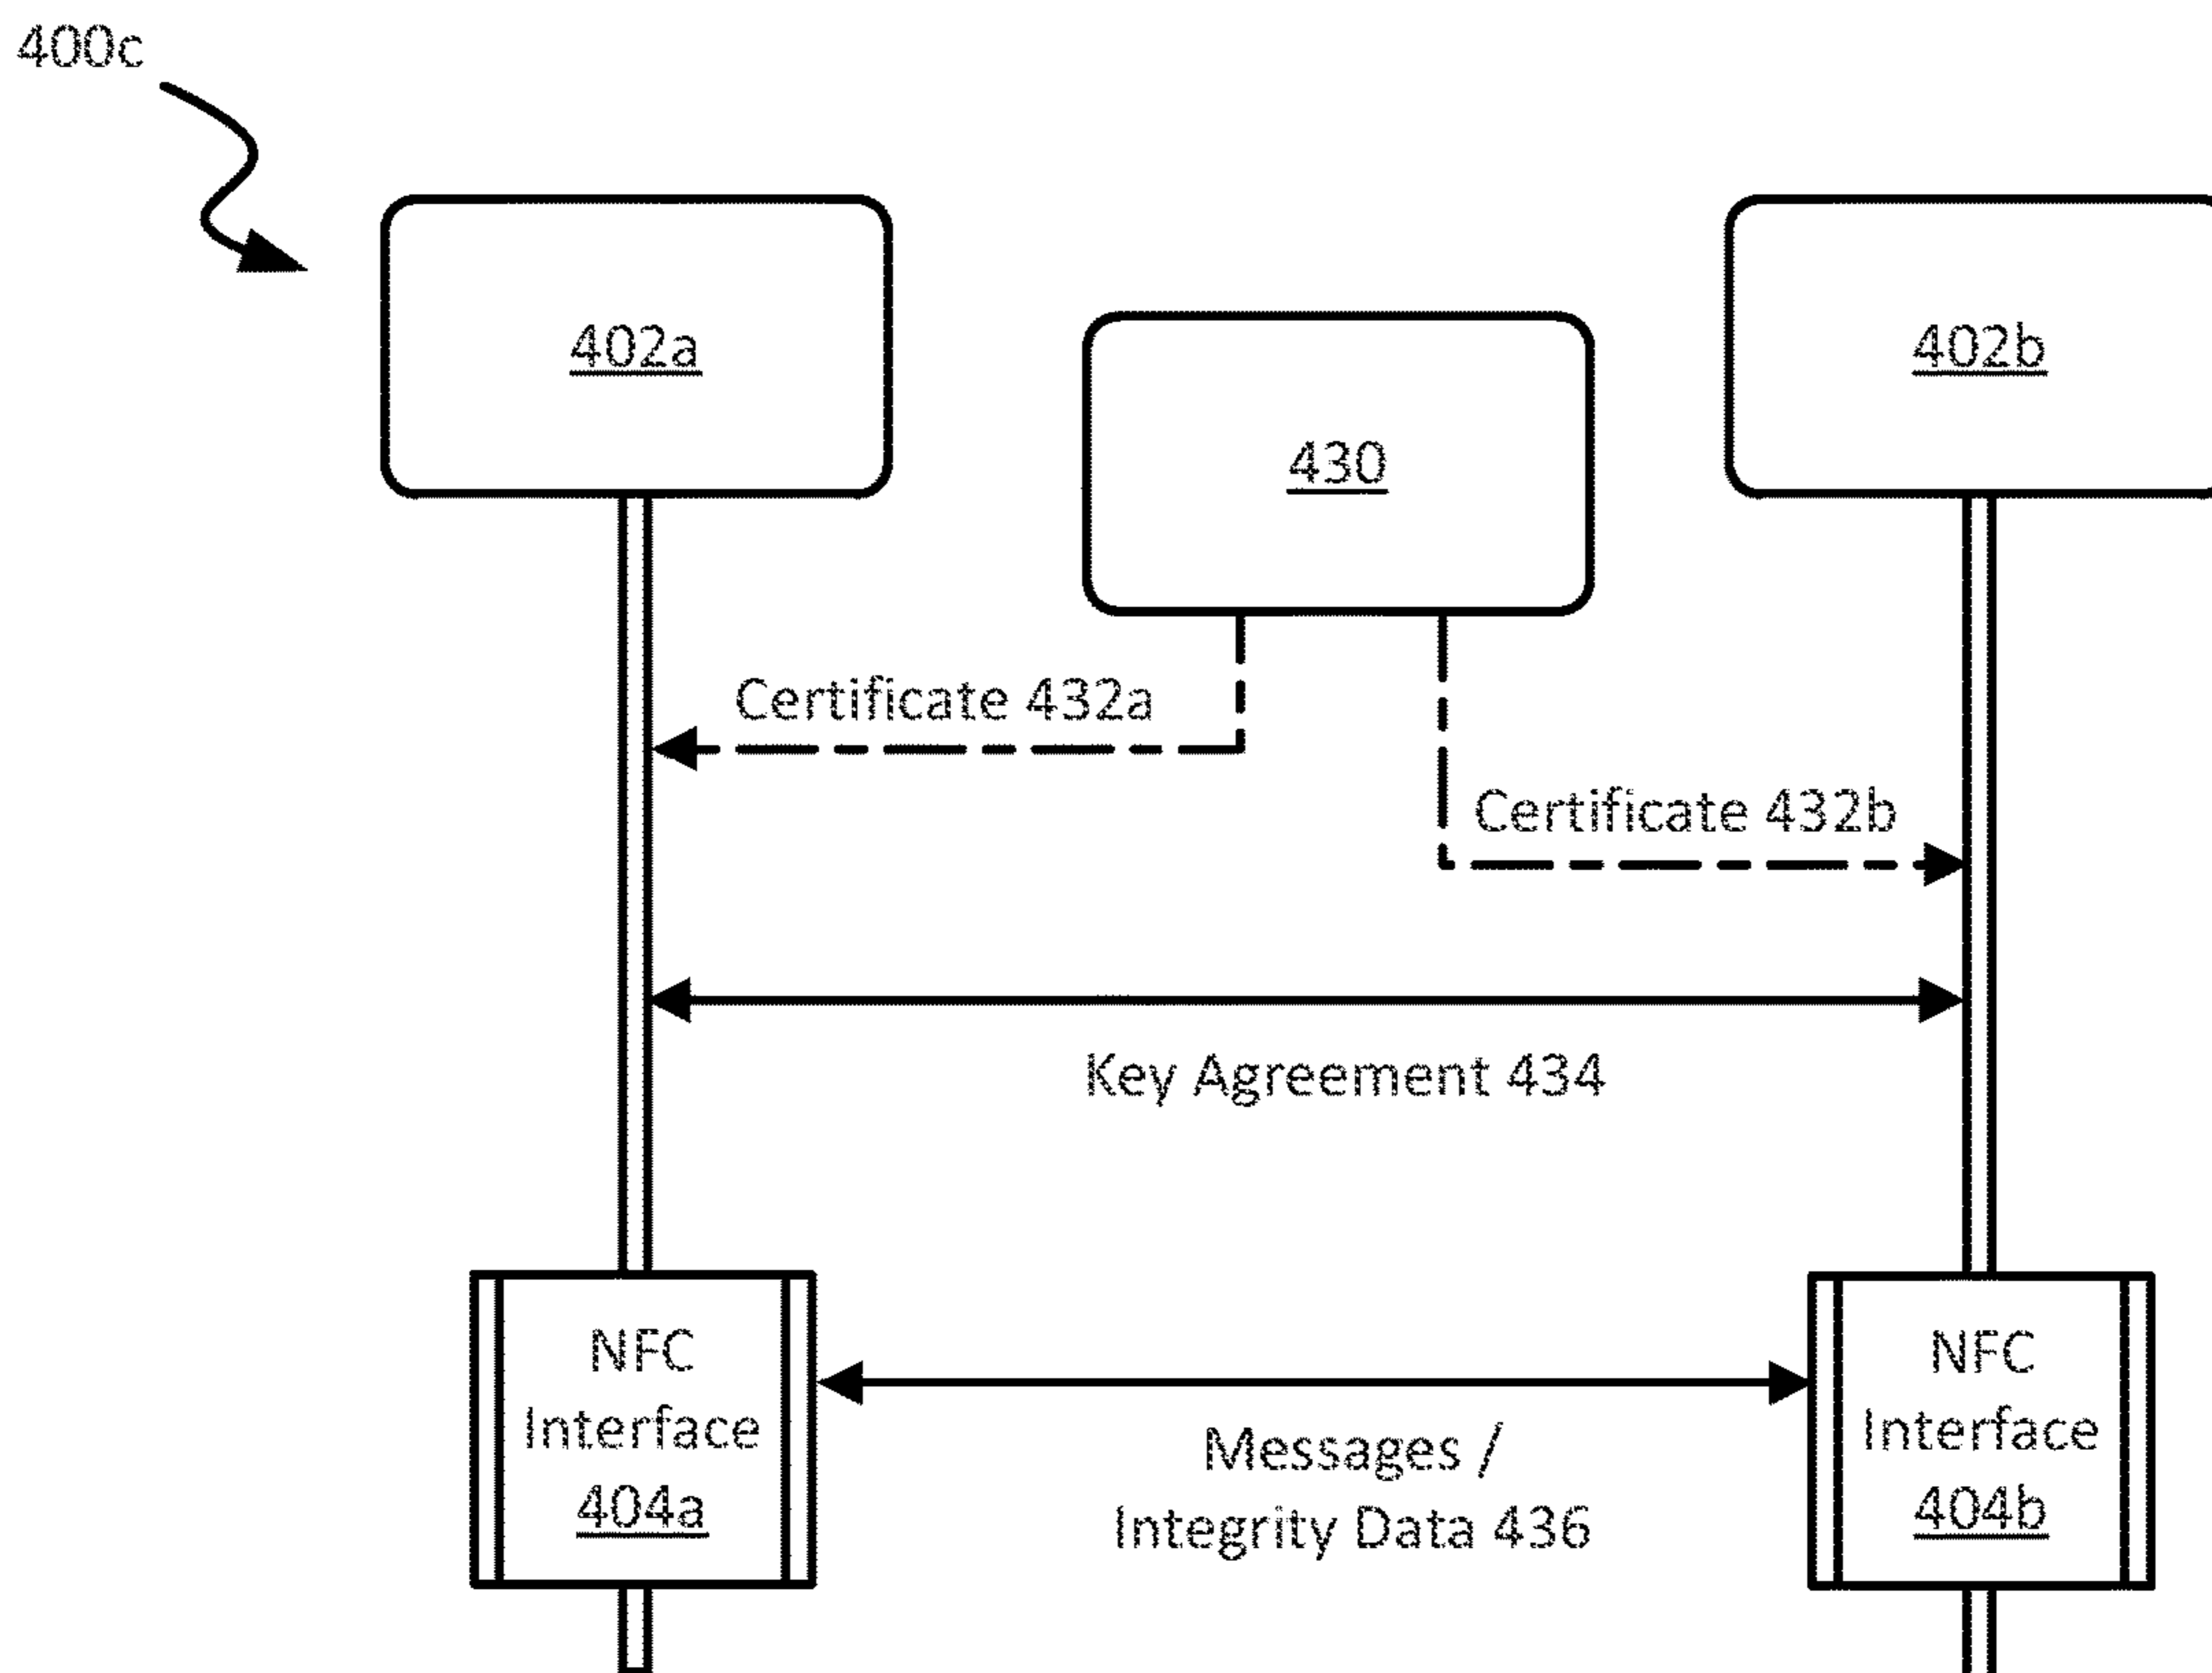 400c
402a
402b
430
Certificate 432a
Certificate 432b
Key Agreement 434
NFC
Interface
404a
Messages /
Integrity Data 436
NFC
Interface
404b